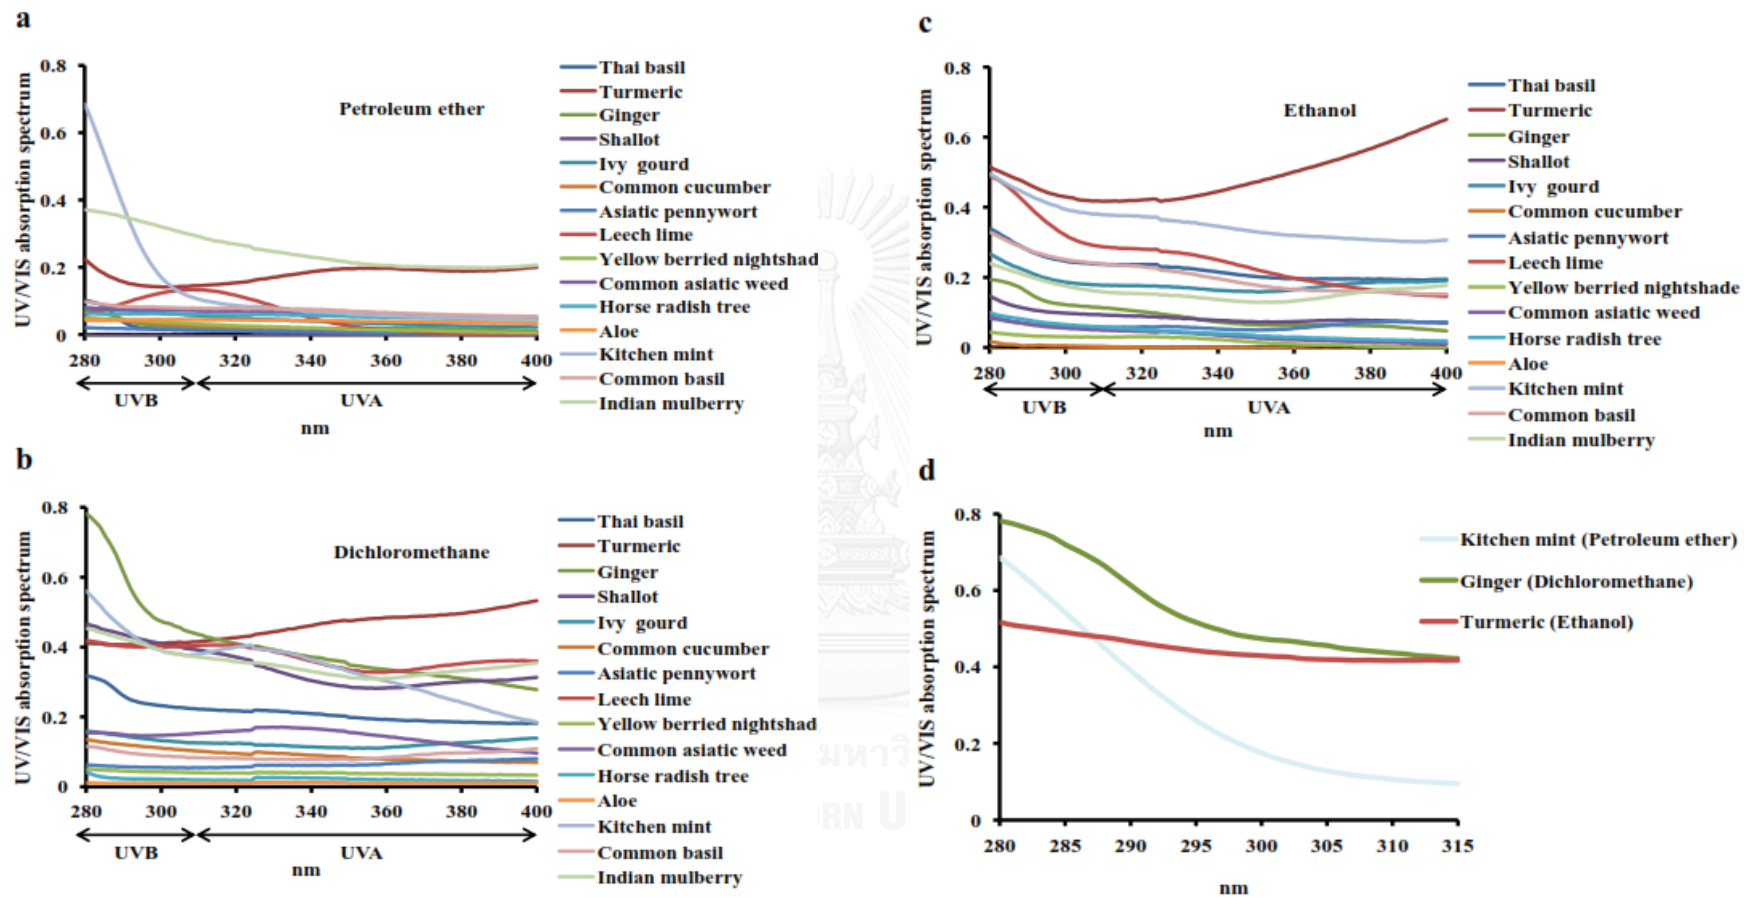 a
UV/VIS absorption spectrum
0.8
0.6
0.4
0.2
0
Petroleum ether
280 300 320 340 360 380 400
UVB UVA
nm
Thai basil
Turmeric
Ginger
Shallot
Ivy gourd
Common cucumber
Asiatic pennywort
Leech lime
Yellow berried nightshad
Common asiatic weed
Horse radish tree
Aloe
Kitchen mint
Common basil
Indian mulberry
b
UV/VIS absorption spectrum
0.8
0.6
0.4
0.2
0
Dichloromethane
280 300 320 340 360 380 400
UVB UVA
nm
Thai basil
Turmeric
Ginger
Shallot
Ivy gourd
Common cucumber
Asiatic pennywort
Leech lime
Yellow berried nightshad
Common asiatic weed
Horse radish tree
Aloe
Kitchen mint
Common basil
Indian mulberry
c
UV/VIS absorption spectrum
0.8
0.6
0.4
0.2
0
Ethanol
280 300 320 340 360 380 400
UVB UVA
nm
Thai basil
Turmeric
Ginger
Shallot
Ivy gourd
Common cucumber
Asiatic pennywort
Leech lime
Yellow berried nightshade
Common asiatic weed
Horse radish tree
Aloe
Kitchen mint
Common basil
Indian mulberry
d
UV/VIS absorption spectrum
0.8
0.6
0.4
0.2
0
280 285 290 295 300 305 310 315
nm
Kitchen mint (Petroleum ether)
Ginger (Dichloromethane)
Turmeric (Ethanol)
มหาวิ
RN U